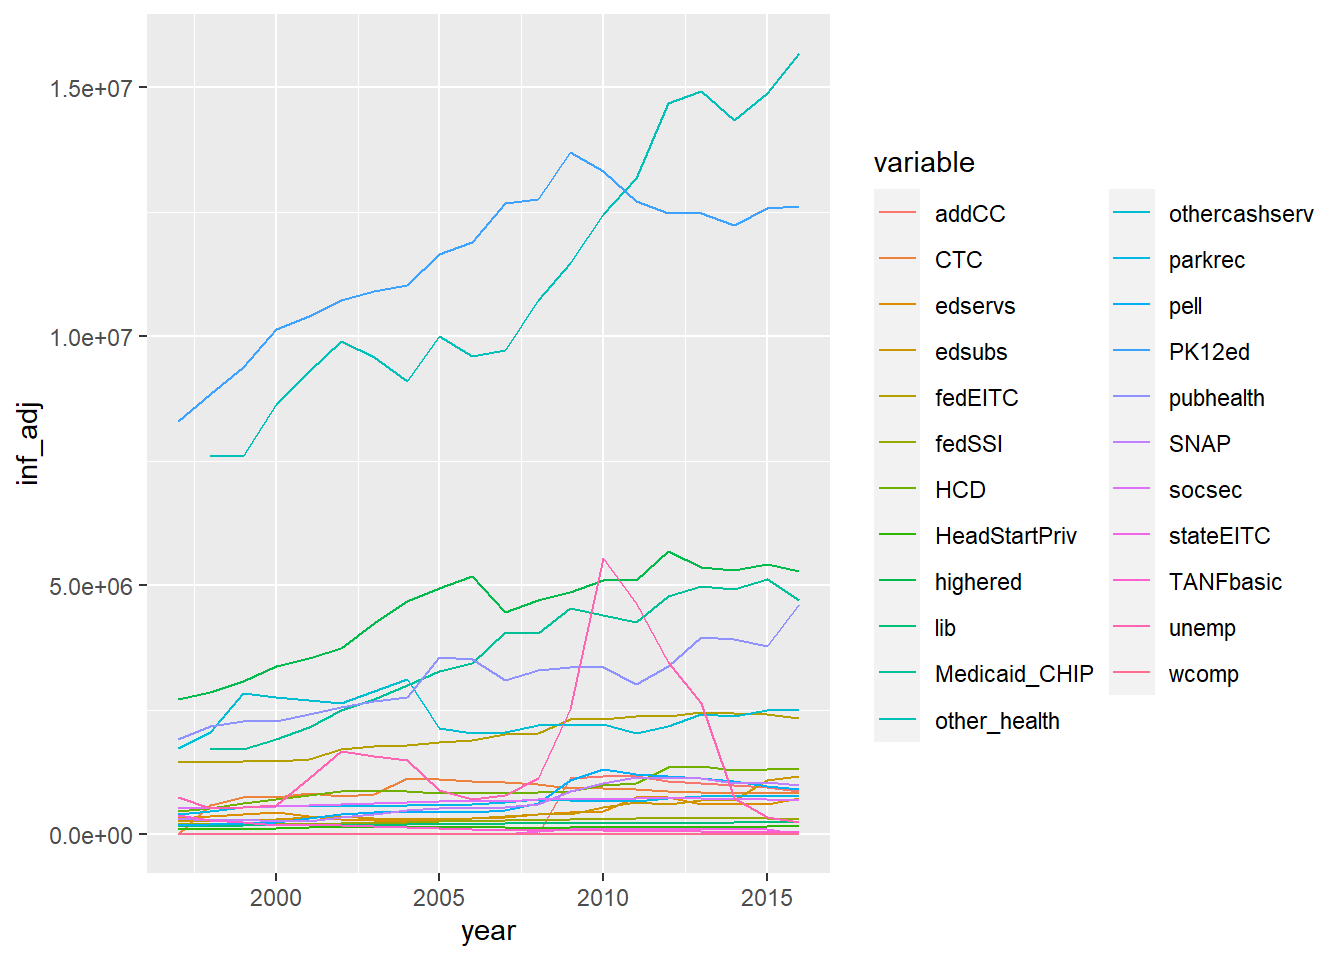 1.5e+07
1.0e+07
5.0e+06
0.0e+00
inf_adj
2000 2005 2010 2015
year
variable
addCC
CTC
edservs
edsubs
fedEITC
fedSSI
HCD
HeadStartPriv
highered
lib
Medicaid_CHIP
other_health
othercashserv
parkrec
pell
PK12ed
pubhealth
SNAP
socsec
stateEITC
TANFbasic
unemp
wcomp